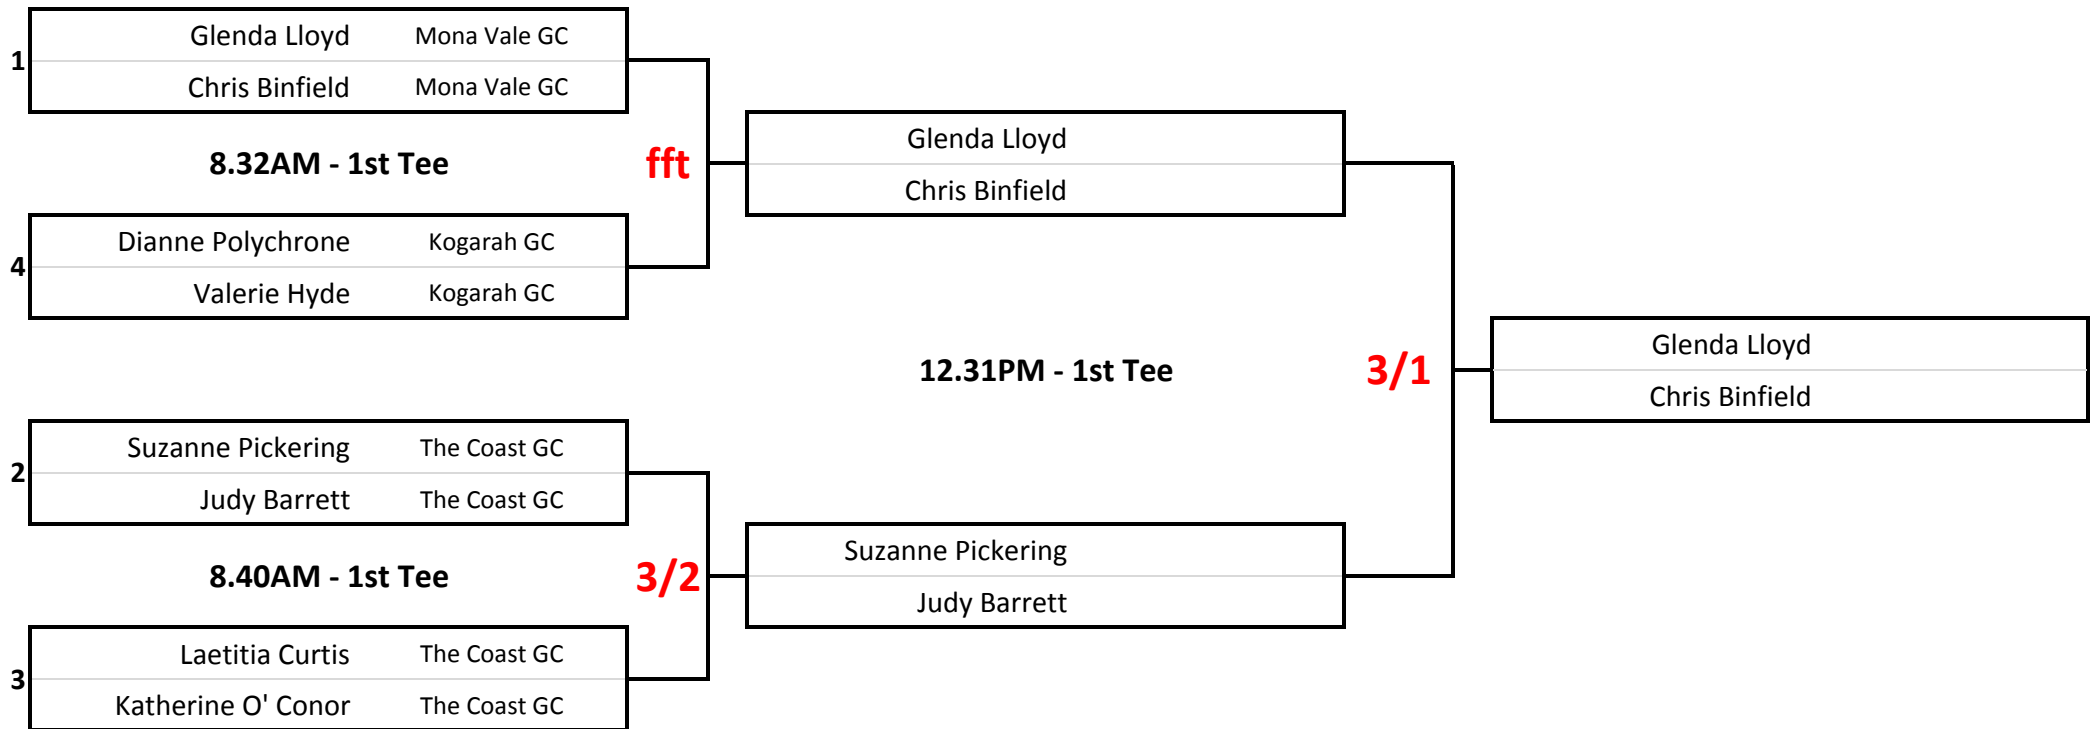 1
Glenda Lloyd Mona Vale GC
Chris Binfield Mona Vale GC
8.32AM - 1st Tee
fft
4
Dianne Polychrone Kogarah GC
Valerie Hyde Kogarah GC
Glenda Lloyd
Chris Binfield
12.31PM - 1st Tee
3/1
Glenda Lloyd
Chris Binfield
2
Suzanne Pickering The Coast GC
Judy Barrett The Coast GC
8.40AM - 1st Tee
3/2
3
Laetitia Curtis The Coast GC
Katherine O' Conor The Coast GC
Suzanne Pickering
Judy Barrett